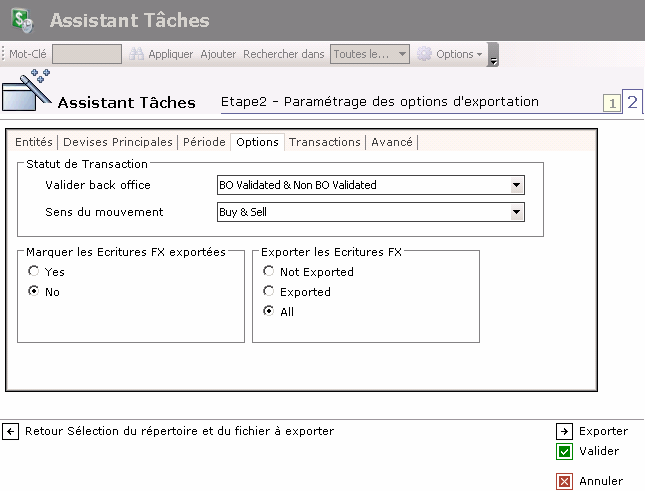 Assistant Tâches
Mot-Clé Appliquer Ajouter Rechercher dans Toutes le... Options
Assistant Tâches Etape2 - Paramétrage des options d'exportation 1 2
Entités Devises Principales Période Options Transactions Avancé
Statut de Transaction
Valider back office BO Validated & Non BO Validated
Sens du mouvement Buy & Sell
Marquer les Ecritures FX exportées Exporter les Ecritures FX
Yes Not Exported
No Exported
All
Retour Sélection du répertoire et du fichier à exporter Exporter
Valider
Annuler